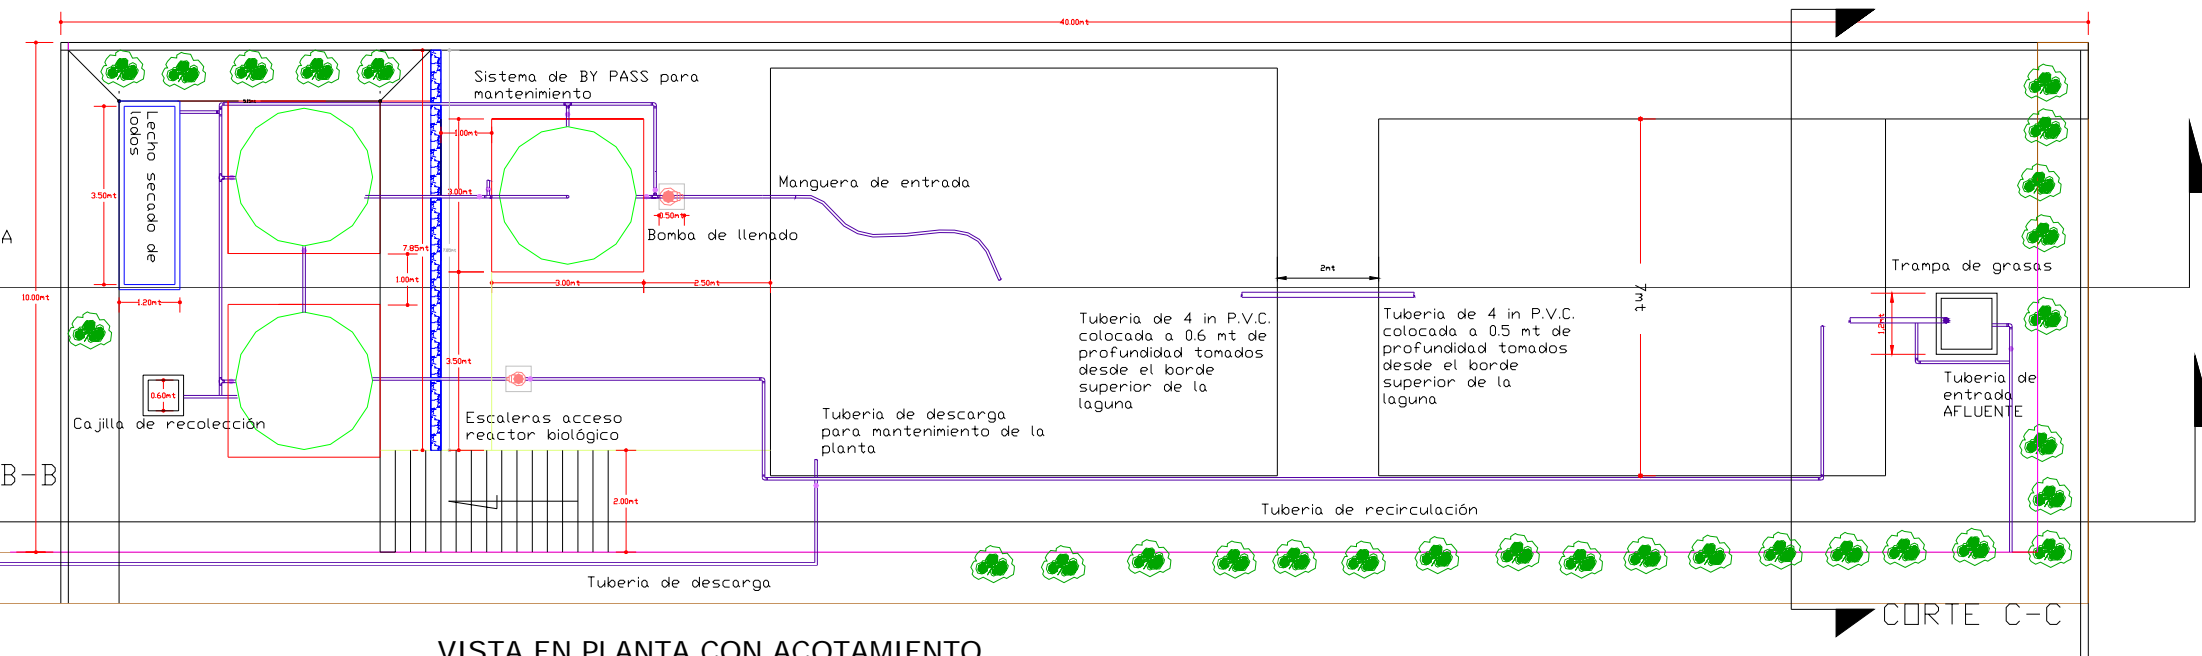 40.00mt
Sistema de BY PASS para
mantenimiento
1.00mt
Lecho secado de
lodos
3.50mt
3.00mt
Manguera de entrada
0.50mt
Bomba de llenado
A
7.85mt
1.00mt
3.00mt
2.50mt
10.00mt
1.20mt
2mt
7mt
Trampa de grasas
1.2mt
Tuberia de 4 in P.V.C.
colocada a 0.6 mt de
profundidad tomados
desde el borde
superior de la
laguna
Tuberia de 4 in P.V.C.
colocada a 0.5 mt de
profundidad tomados
desde el borde
superior de la
laguna
3.50mt
0.60mt
Cajilla de recolección
Escaleras acceso
reactor biológico
Tuberia de descarga
para mantenimiento de la
planta
Tuberia de
entrada
AFLUENTE
B-B
2.00mt
Tuberia de recirculación
Tuberia de descarga
CORTE C-C
VISTA EN PLANTA CON ACOTAMIENTO